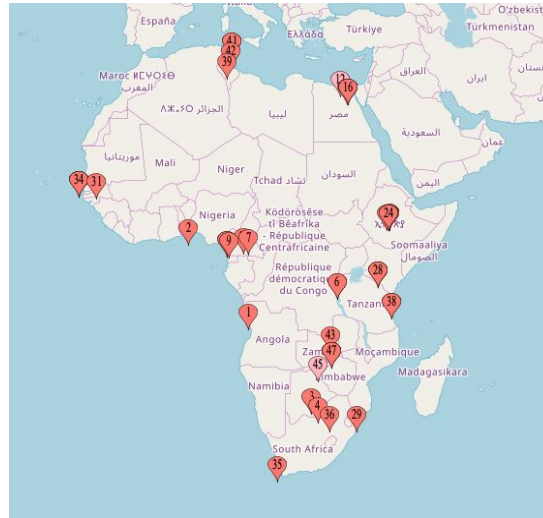 España
Ελλάδα
Türkiye
Türkmenistan
41
42
39
12
16
Maroc ⵍⵎⵖⵔⵉⴱ المغرب
العراق
ایران
الجزائر
ليبيا
مصر
السعودية
عمان
موريتانيا
Mali
Niger
Tchad تشاد
السودان
اليمن
34
31
2
Nigeria
9
7
Ködörösêse
tî Bêafrîka
- République
Centrafricaine
24
Soomaaliya
الصومال
République
démocratique
du Congo
6
28
Tanzania
38
1
Angola
43
47
45
Moçambique
Zimbabwe
Madagasikara
Namibia
3
4
36
29
South Africa
35